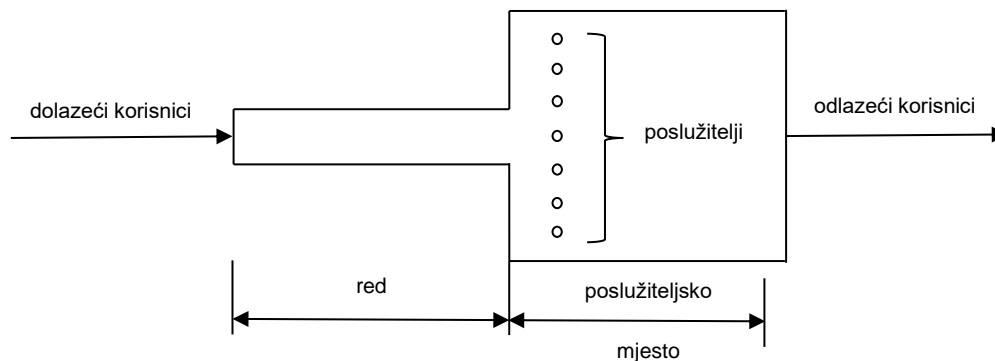 dolazeći korisnici
poslužitelji
odlazeći korisnici
red
poslužiteljsko
mjesto